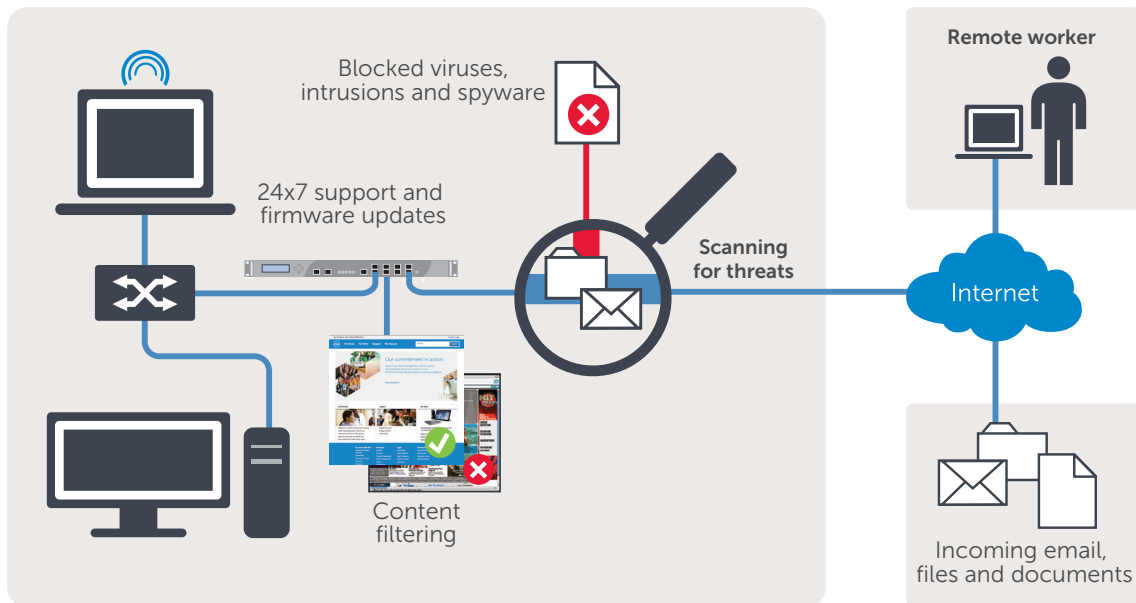 Blocked viruses,
intrusions and spyware
24x7 support and
firmware updates
Scanning
for threats
Our commitment in action
Content
filtering
Remote worker
Internet
Incoming email,
files and documents